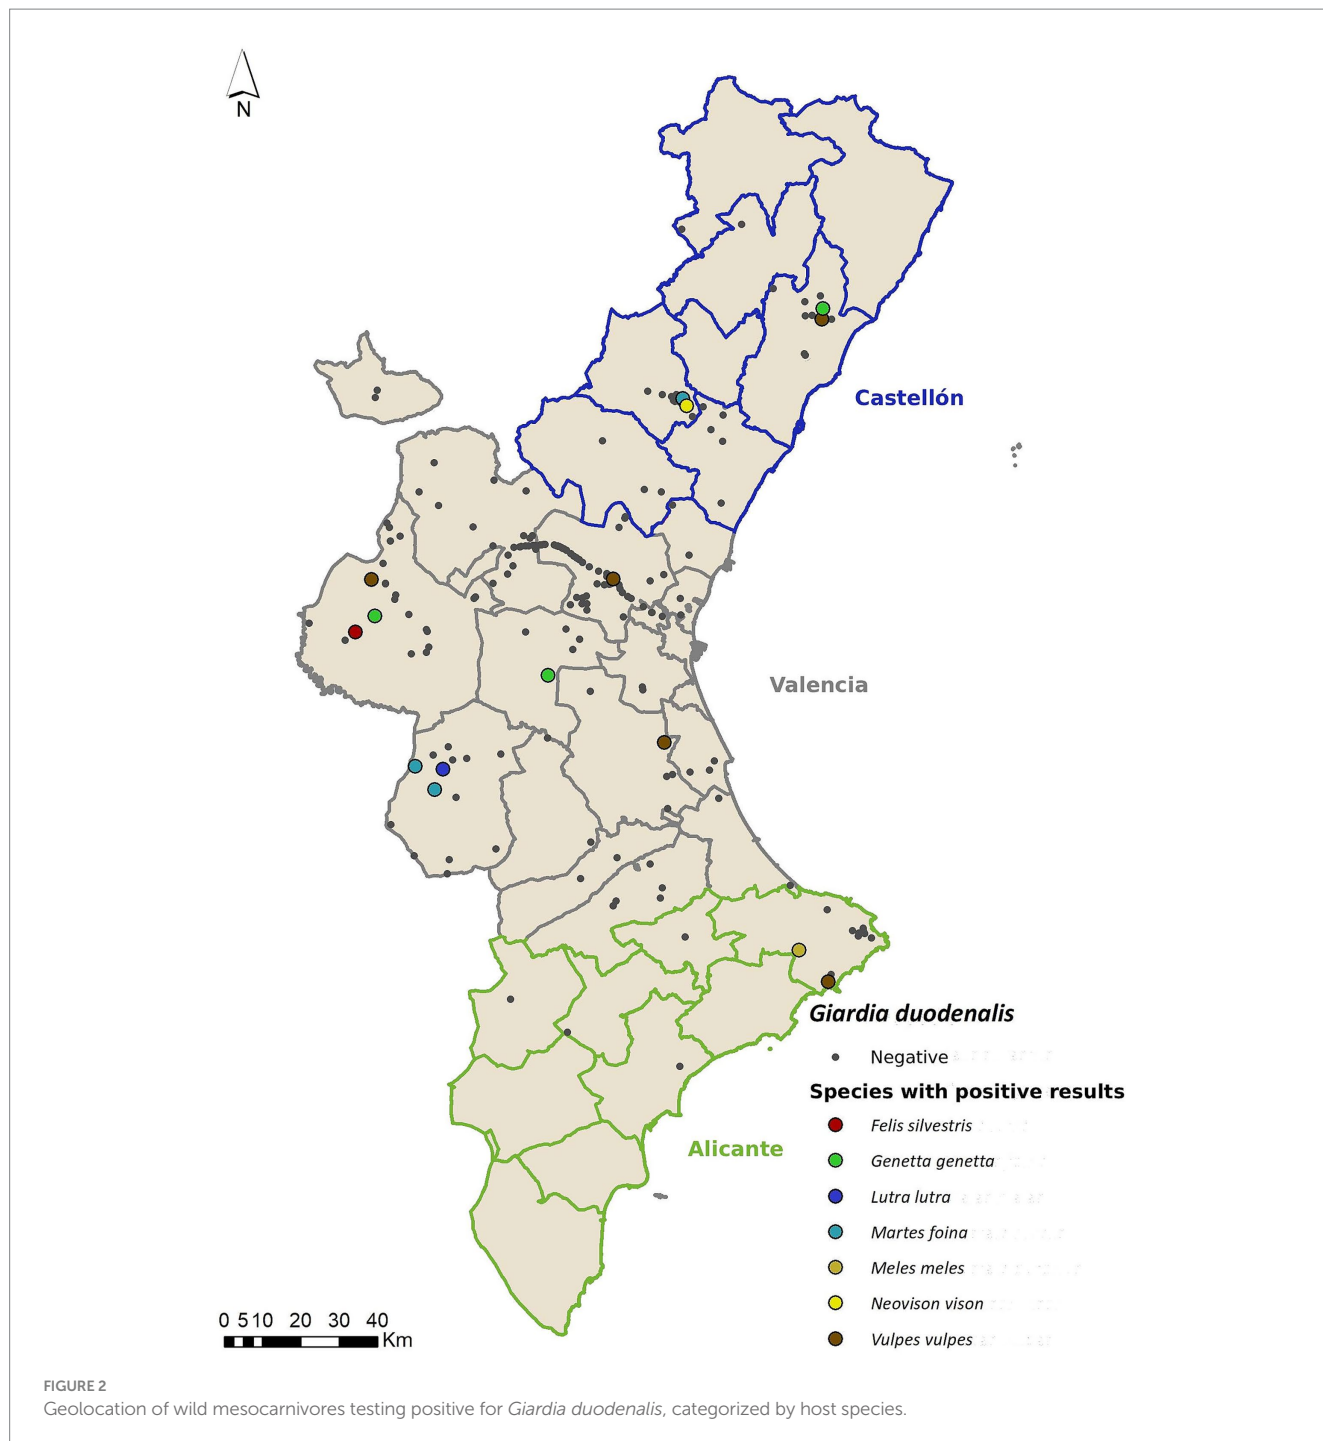 N
Castellón
Valencia
Alicante
Giardia duodenalis
Negative
Species with positive results
Felis silvestris
Genetta genetta
Lutra lutra
Martes foina
Meles meles
Neovison vison
Vulpes vulpes
0 5 10 20 30 40
Km
FIGURE 2
Geolocation of wild mesocarnivores testing positive for Giardia duodenalis, categorized by host species.